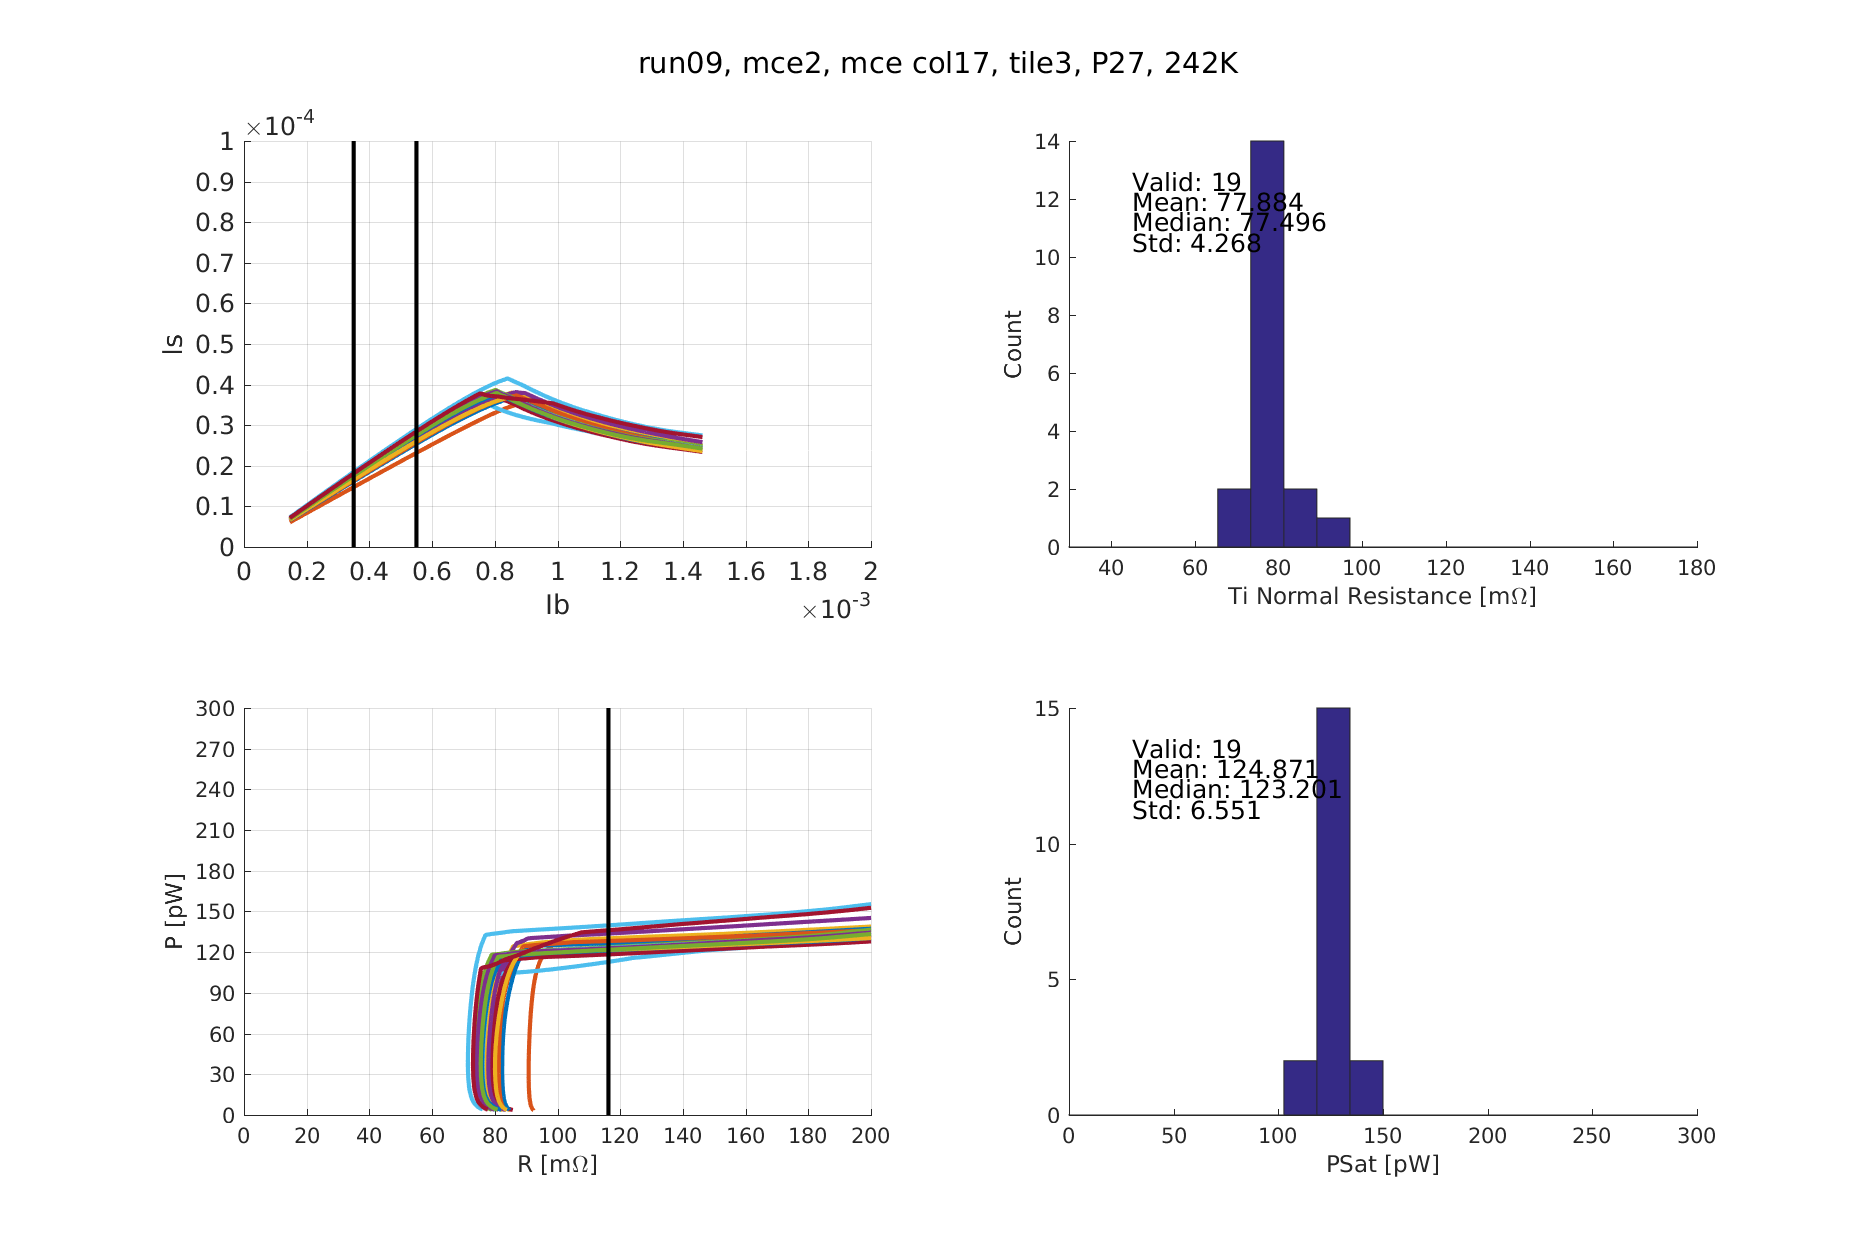 run09, mce2, mce col17, tile3, P27, 242K
×10-4
1
0.9
0.8
0.7
0.6
0.5
0.4
0.3
0.2
0.1
0
Is
0 0.2 0.4 0.6 0.8 1 1.2 1.4 1.6 1.8 2
Ib
×10-3
14
12
10
8
6
4
2
0
Count
Valid: 19
Mean: 77.884
Median: 77.496
Std: 4.268
40 60 80 100 120 140 160 180
Ti Normal Resistance [mΩ]
300
270
240
210
180
150
120
90
60
30
0
P [pW]
0 20 40 60 80 100 120 140 160 180 200
R [mΩ]
15
10
5
0
Count
Valid: 19
Mean: 124.871
Median: 123.201
Std: 6.551
0 50 100 150 200 250 300
PSat [pW]